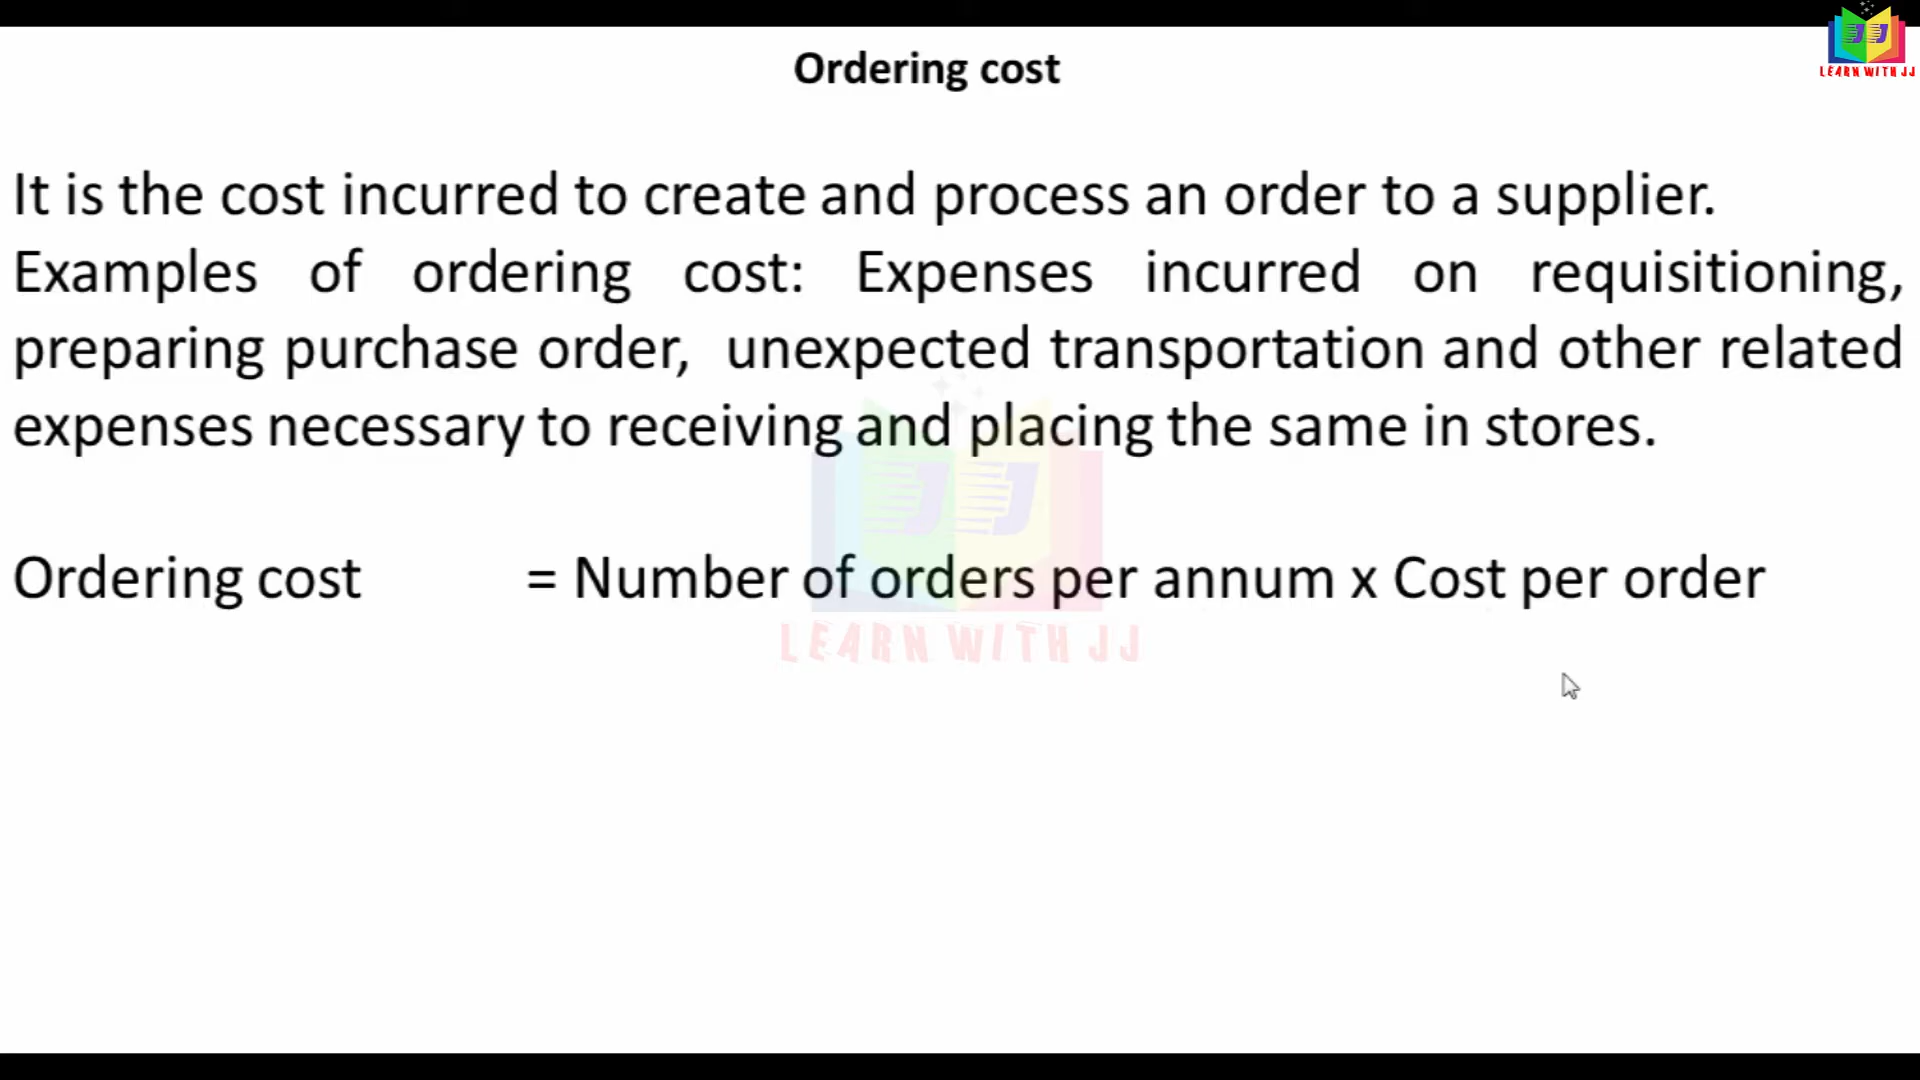 LEARN WITH JJ
Ordering cost
It is the cost incurred to create and process an order to a supplier.
Examples of ordering cost: Expenses incurred on requisitioning,
preparing purchase order, unexpected transportation and other related
expenses necessary to receiving and placing the same in stores.
JJ
Ordering cost = Number of orders per annum x Cost per order
LEARN WITH JJ